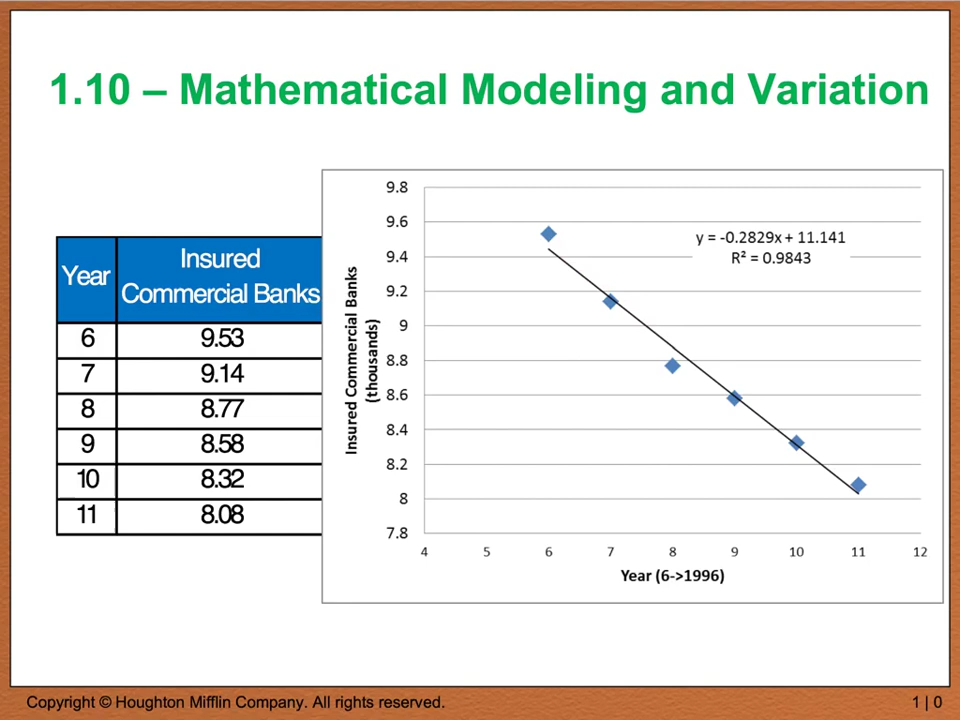 1.10 – Mathematical Modeling and Variation
Year
Insured
Commercial Banks
6 9.53
7 9.14
8 8.77
9 8.58
10 8.32
11 8.08
Insured Commercial Banks
(thousands)
9.8
9.6
9.4
9.2
9
8.8
8.6
8.4
8.2
8
7.8
y = -0.2829x + 11.141
R² = 0.9843
4 5 6 7 8 9 10 11 12
Year (6->1996)
Copyright © Houghton Mifflin Company. All rights reserved.
1 | 0